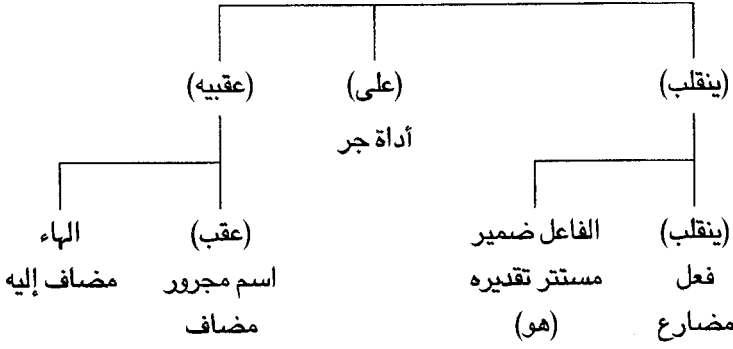 (ينقلب) (على) (عقبيه)
أداة جر
(ينقلب) الفاعل ضمير (عقب) الهاء
فعل مستتر تقديره اسم مجرور مضاف إليه
مضارع (هو) مضاف